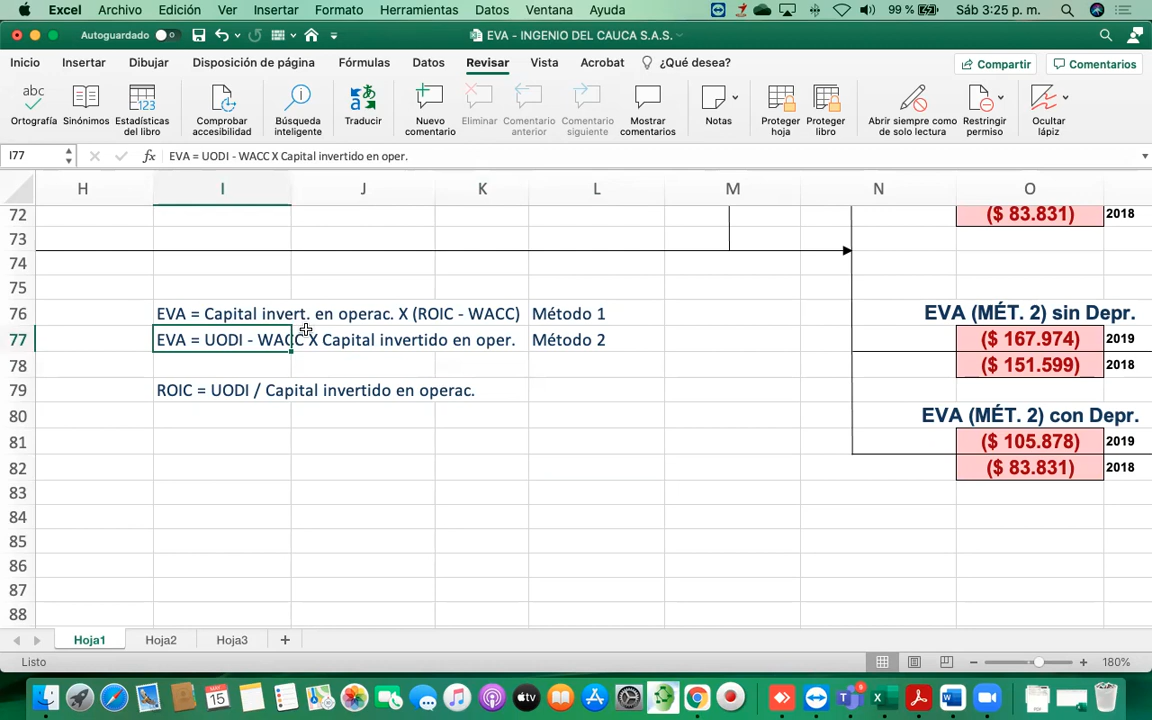 Excel Archivo Edición Ver Insertar Formato Herramientas Datos Ventana Ayuda 99 % Sáb 3:25 p. m.
Autoguardado EVA - INGENIO DEL CAUCA S.A.S.
Inicio Insertar Dibujar Disposición de página Fórmulas Datos Revisar Vista Acrobat ¿Qué desea? Compartir Comentarios
abc 123
Ortografía Sinónimos Estadísticas del libro Comprobar accesibilidad Búsqueda inteligente Traducir Nuevo comentario Eliminar Comentario anterior Comentario siguiente Mostrar comentarios Notas Proteger hoja Proteger libro Abrir siempre como de solo lectura Restringir permiso Ocultar lápiz
I77 fx EVA = UODI - WACC X Capital invertido en oper.
H I J K L M N O
72 ($ 83.831) 2018
73
74
75
76 EVA = Capital invert. en operac. X (ROIC - WACC) Método 1 EVA (MÉT. 2) sin Depr.
77 EVA = UODI - WACC X Capital invertido en oper. Método 2 ($ 167.974) 2019
78 ($ 151.599) 2018
79 ROIC = UODI / Capital invertido en operac.
80 EVA (MÉT. 2) con Depr.
81 ($ 105.878) 2019
82 ($ 83.831) 2018
83
84
85
86
87
88
Hoja1 Hoja2 Hoja3 +
Listo 180%